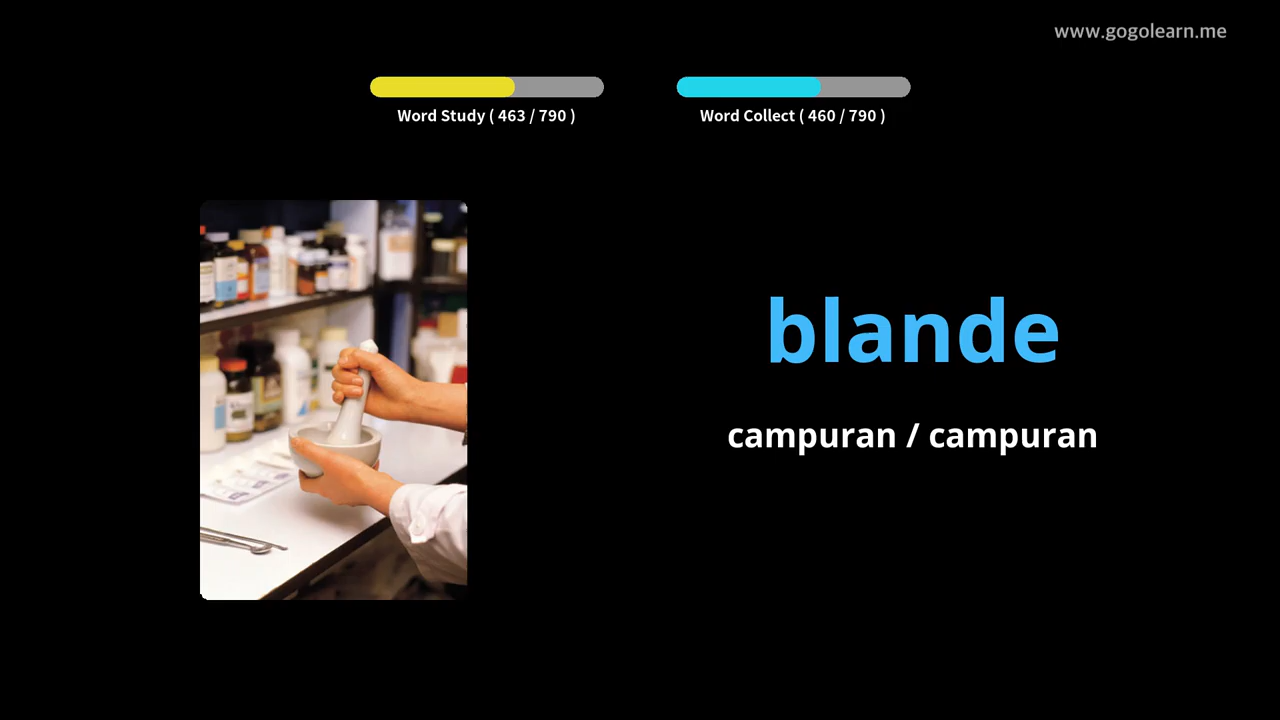 www.gogolearn.me
Word Study ( 463 / 790 )
Word Collect ( 460 / 790 )
blande
campuran / campuran